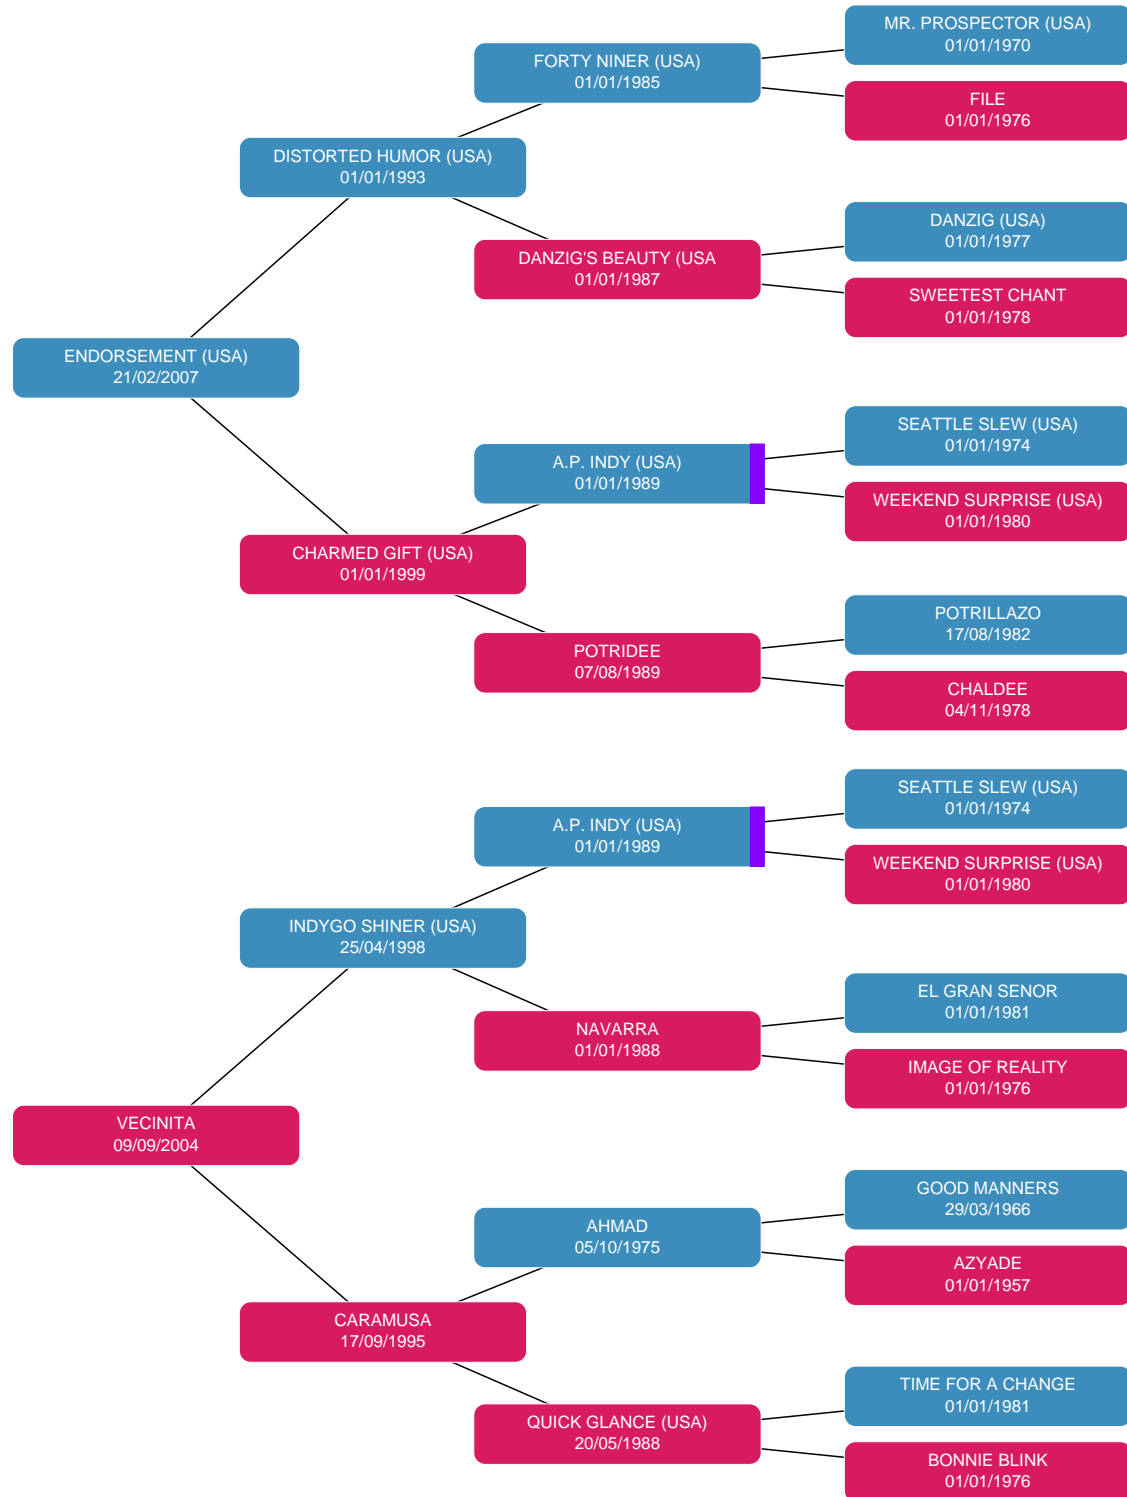 MR. PROSPECTOR (USA)
01/01/1970
FORTY NINER (USA)
01/01/1985
FILE
01/01/1976
DISTORTED HUMOR (USA)
01/01/1993
DANZIG (USA)
01/01/1977
DANZIG'S BEAUTY (USA
01/01/1987
SWEETEST CHANT
01/01/1978
ENDORSEMENT (USA)
21/02/2007
SEATTLE SLEW (USA)
01/01/1974
A.P. INDY (USA)
01/01/1989
WEEKEND SURPRISE (USA)
01/01/1980
CHARMED GIFT (USA)
01/01/1999
POTRILLAZO
17/08/1982
POTRIDEE
07/08/1989
CHALDEE
04/11/1978
SEATTLE SLEW (USA)
01/01/1974
A.P. INDY (USA)
01/01/1989
WEEKEND SURPRISE (USA)
01/01/1980
INDYGO SHINER (USA)
25/04/1998
EL GRAN SENOR
01/01/1981
NAVARRA
01/01/1988
IMAGE OF REALITY
01/01/1976
VECINITA
09/09/2004
GOOD MANNERS
29/03/1966
AHMAD
05/10/1975
AZYADE
01/01/1957
CARAMUSA
17/09/1995
TIME FOR A CHANGE
01/01/1981
QUICK GLANCE (USA)
20/05/1988
BONNIE BLINK
01/01/1976